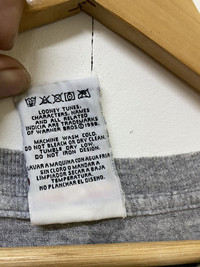 LOONEY TUNES,
CHARACTERS, NAMES
AND ALL RELATED
INDICIA ARE TRADEMARKS
OF WARNER BROS ©1998.
MACHINE WASH COLD.
DO NOT BLEACH OR DRY CLEAN.
TUMBLE DRY LOW.
DO NOT IRON DESIGN.
LAVAR A MAQUINA CON AGUA FRIA
SIN CLORO O MANDAR A
LIMPIAR SECAR A BAJA
TEMPERATURA.
NO PLANCHAR EL DISENO.